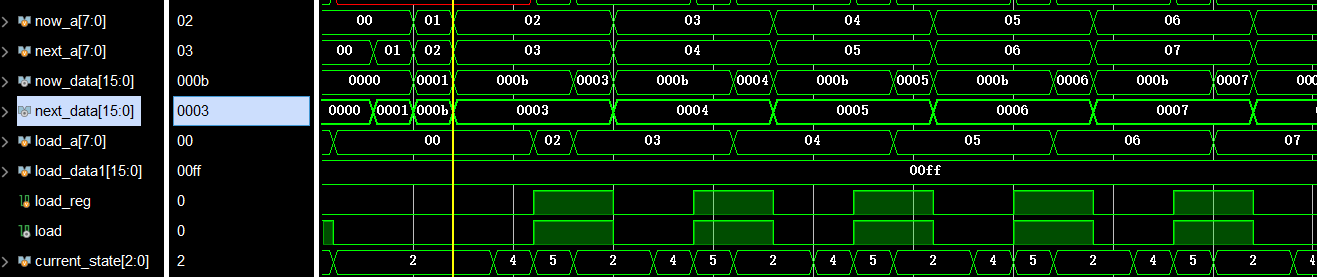 now_a[7:0] 02 00 01 02 03 04 05 06
next_a[7:0] 03 00 01 02 03 04 05 06 07
now_data[15:0] 000b 0000 0001 000b 0003 000b 0004 000b 0005 000b 0006 000b 0007 000
next_data[15:0] 0003 0000 0001 000b 0003 0004 0005 0006 0007
load_a[7:0] 00 00 02 03 04 05 06 07
load_data1[15:0] 00ff 00ff
load_reg 0
load 0
current_state[2:0] 2 2 4 5 2 4 5 2 4 5 2 4 5 2 4 5 2 4